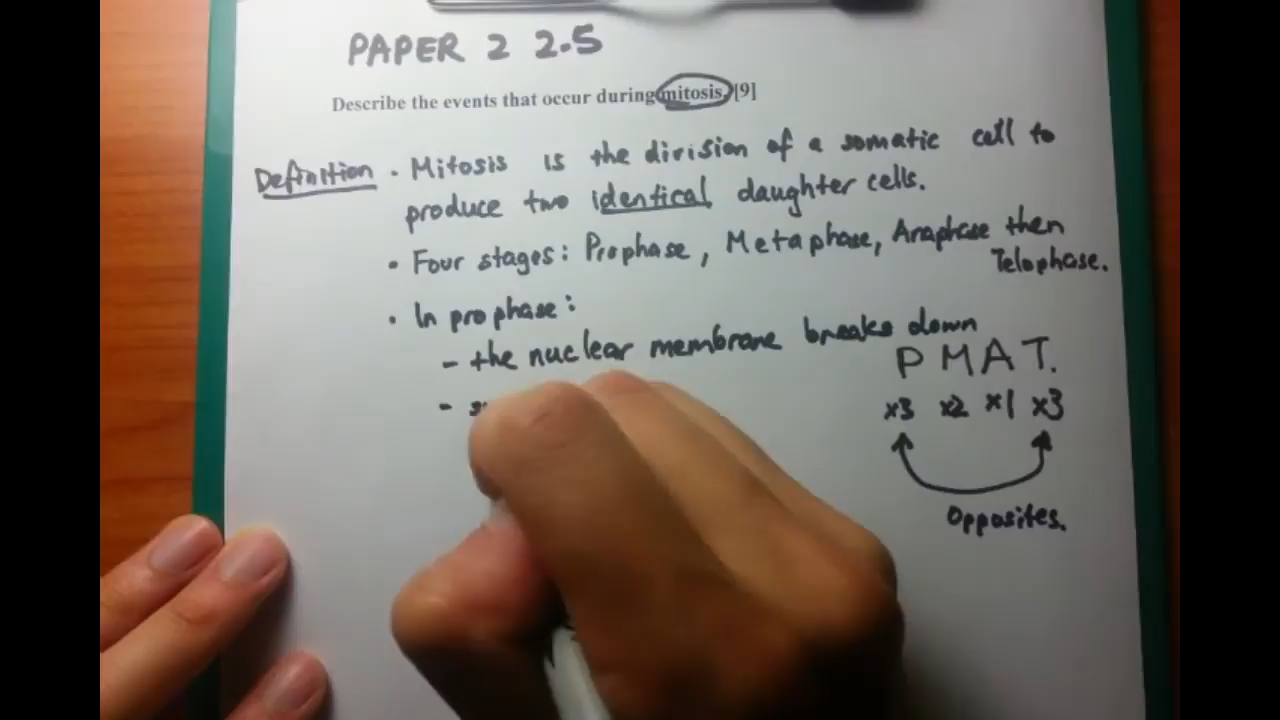 PAPER 2 2.5
Describe the events that occur during mitosis. [9]
Definition • Mitosis is the division of a somatic cell to
produce two identical daughter cells.
• Four stages: Prophase, Metaphase, Anaphase then
Telophase.
• In prophase:
- the nuclear membrane breaks down
-
P M A T.
x3 x2 x1 x3
Opposites.